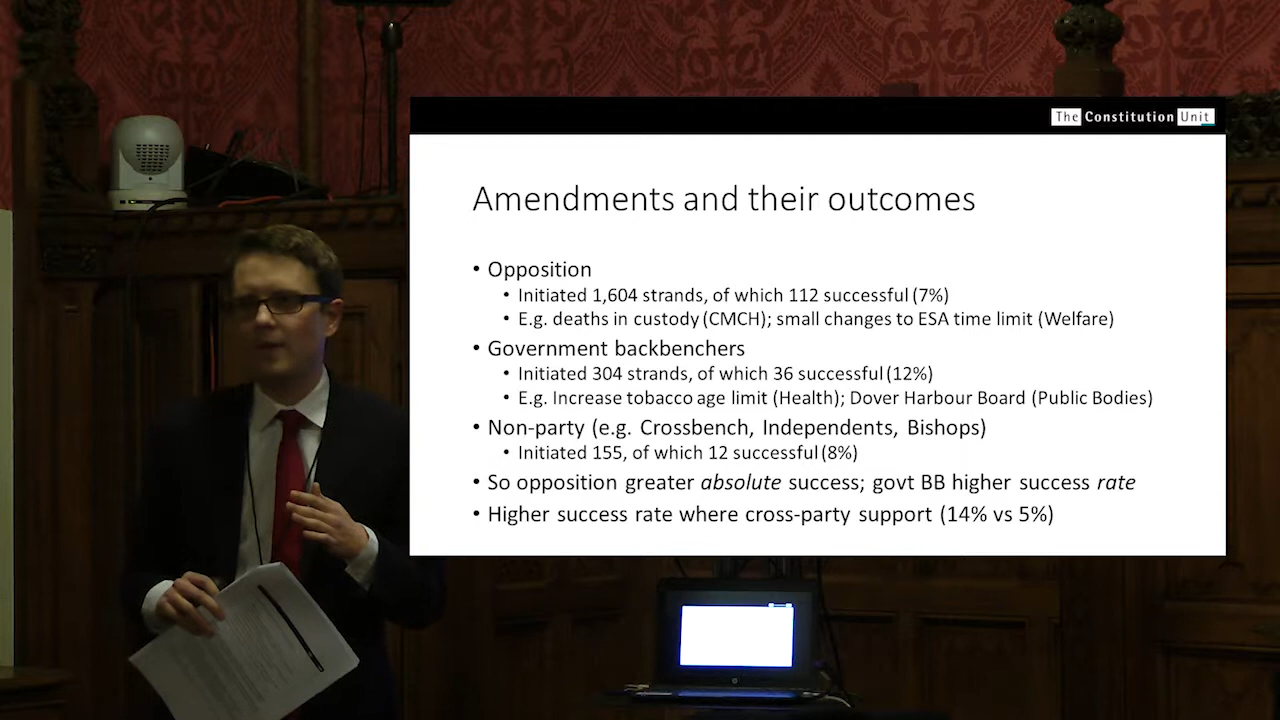 The Constitution Unit
Amendments and their outcomes
• Opposition
• Initiated 1,604 strands, of which 112 successful (7%)
• E.g. deaths in custody (CMCH); small changes to ESA time limit (Welfare)
• Government backbenchers
• Initiated 304 strands, of which 36 successful (12%)
• E.g. Increase tobacco age limit (Health); Dover Harbour Board (Public Bodies)
• Non-party (e.g. Crossbench, Independents, Bishops)
• Initiated 155, of which 12 successful (8%)
• So opposition greater absolute success; govt BB higher success rate
• Higher success rate where cross-party support (14% vs 5%)